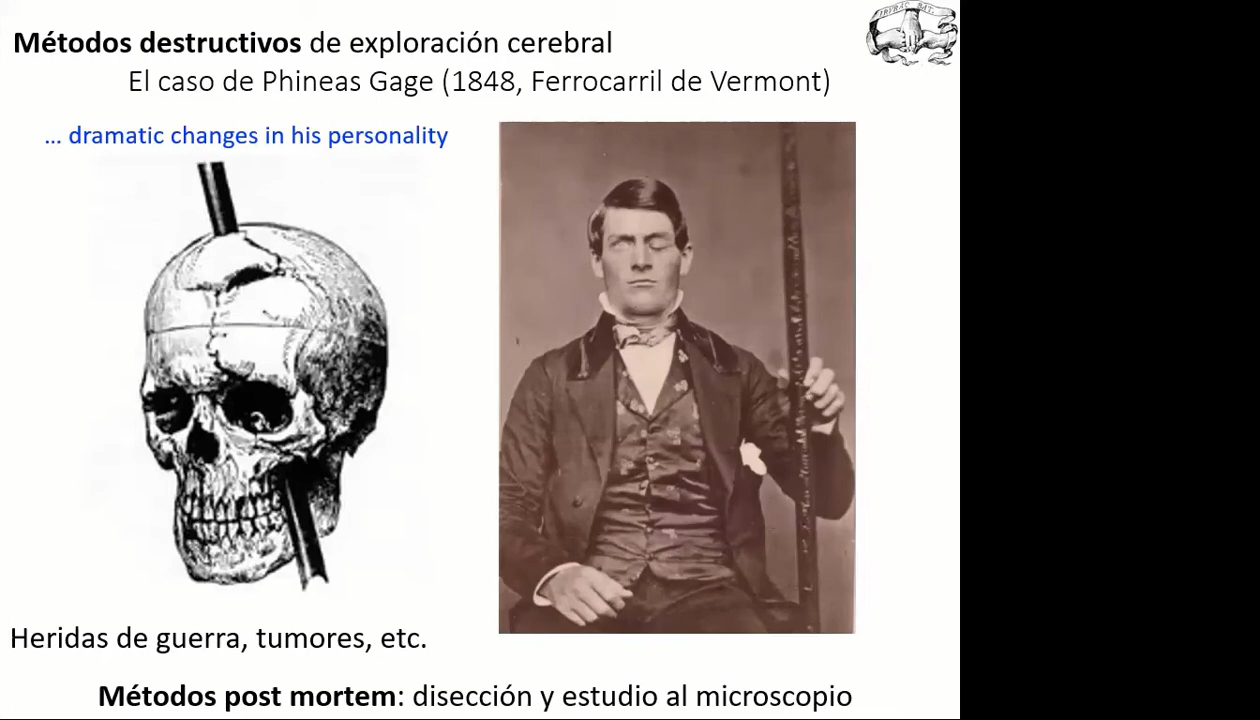 Métodos destructivos de exploración cerebral
El caso de Phineas Gage (1848, Ferrocarril de Vermont)
... dramatic changes in his personality
Heridas de guerra, tumores, etc.
Métodos post mortem: disección y estudio al microscopio